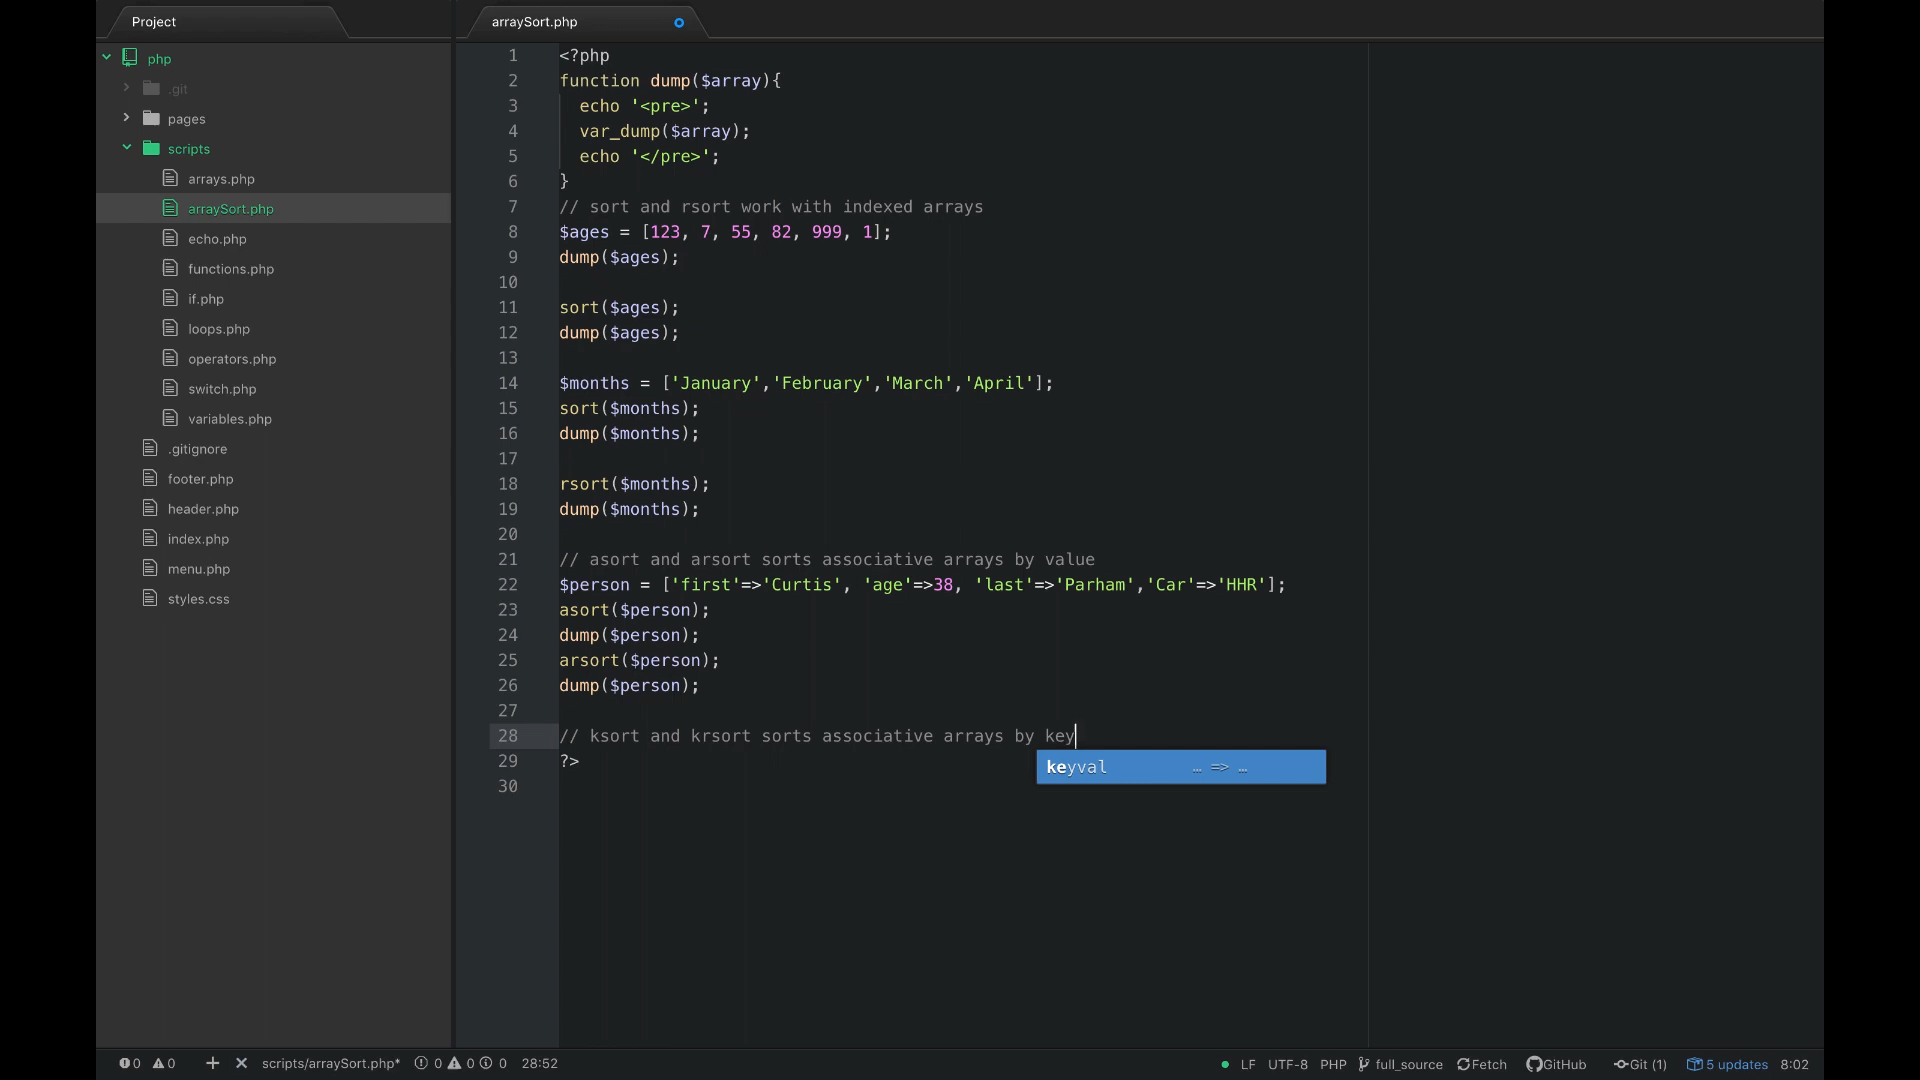 Project
php
.git
pages
scripts
arrays.php
arraySort.php
echo.php
functions.php
if.php
loops.php
operators.php
switch.php
variables.php
.gitignore
footer.php
header.php
index.php
menu.php
styles.css
arraySort.php
1 <?php
2 function dump($array){
3 echo '<pre>';
4 var_dump($array);
5 echo '</pre>';
6 }
7 // sort and rsort work with indexed arrays
8 $ages = [123, 7, 55, 82, 999, 1];
9 dump($ages);
10
11 sort($ages);
12 dump($ages);
13
14 $months = ['January','February','March','April'];
15 sort($months);
16 dump($months);
17
18 rsort($months);
19 dump($months);
20
21 // asort and arsort sorts associative arrays by value
22 $person = ['first'=>'Curtis', 'age'=>38, 'last'=>'Parham','Car'=>'HHR'];
23 asort($person);
24 dump($person);
25 arsort($person);
26 dump($person);
27
28 // ksort and krsort sorts associative arrays by key
29 ?>
keyval … => …
30
0 0 + × scripts/arraySort.php* 0 0 0 28:52 LF UTF-8 PHP full_source Fetch GitHub Git (1) 5 updates 8:02